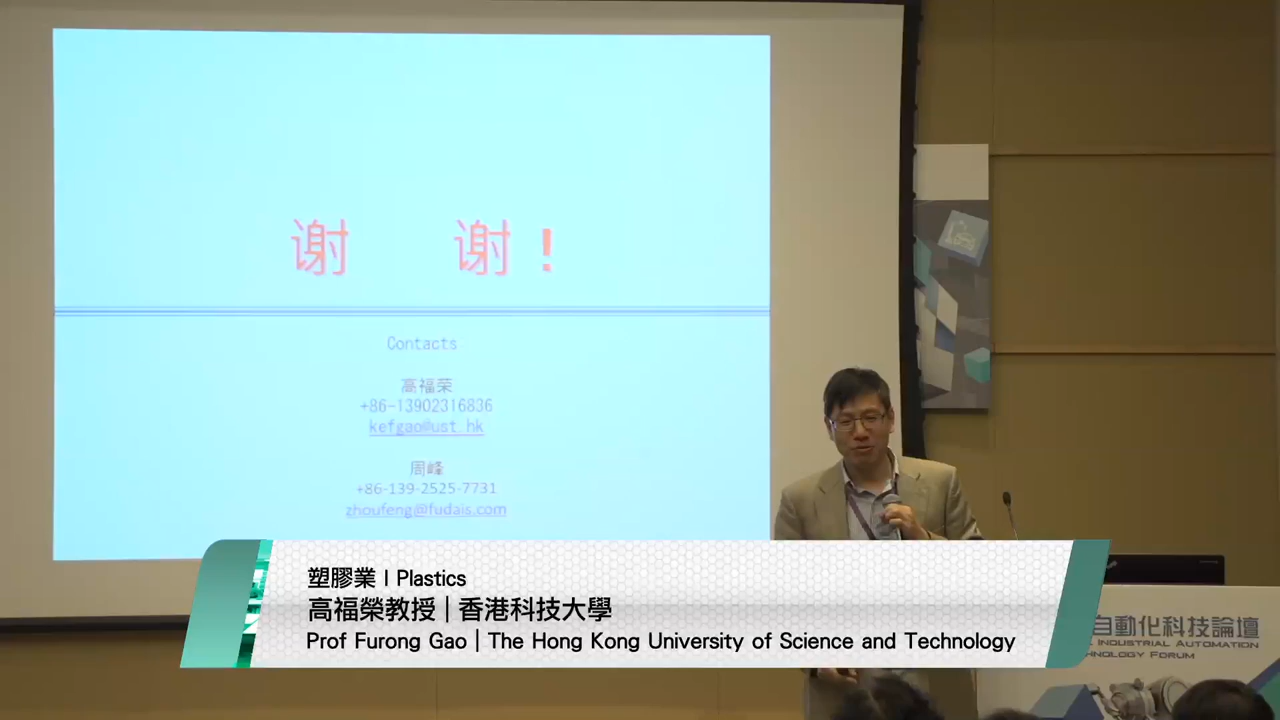 谢 谢！
Contacts
高福荣
+86-13902316836
kefgao@ust.hk
周峰
+86-139-2525-7731
zhoufeng@fudais.com
塑膠業 | Plastics
高福榮教授 | 香港科技大學
Prof Furong Gao | The Hong Kong University of Science and Technology
自動化科技論壇
INDUSTRIAL AUTOMATION
FORUM